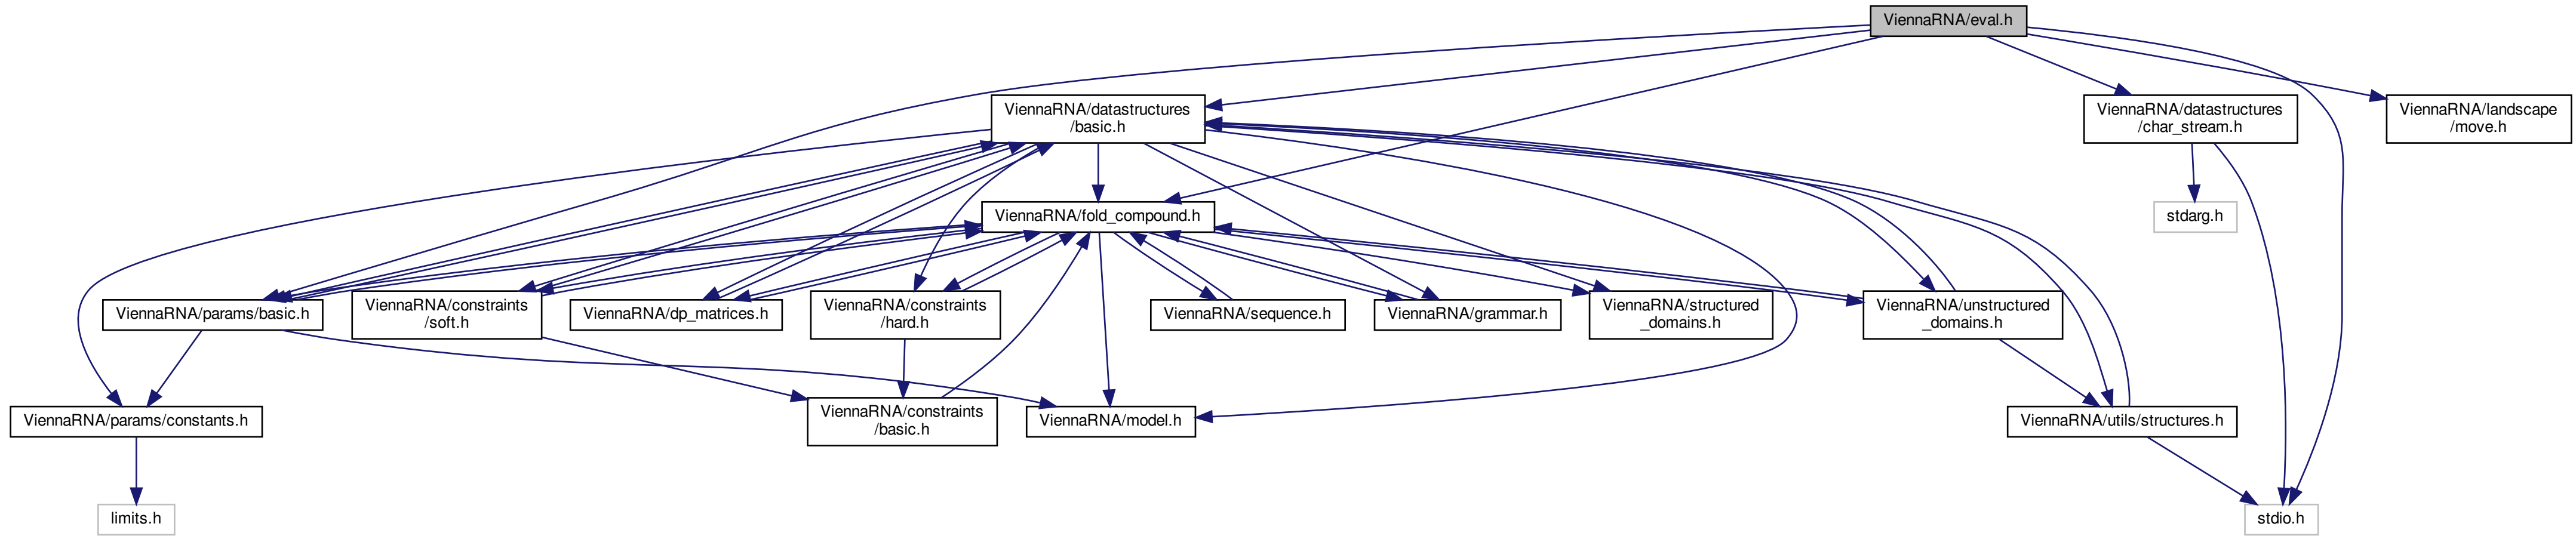 ViennaRNA/eval.h
ViennaRNA/datastructures
/basic.h
ViennaRNA/datastructures
/char_stream.h
ViennaRNA/landscape
/move.h
ViennaRNA/fold_compound.h
stdarg.h
ViennaRNA/params/basic.h
ViennaRNA/constraints
/soft.h
ViennaRNA/dp_matrices.h
ViennaRNA/constraints
/hard.h
ViennaRNA/sequence.h
ViennaRNA/grammar.h
ViennaRNA/structured
_domains.h
ViennaRNA/unstructured
_domains.h
ViennaRNA/params/constants.h
ViennaRNA/constraints
/basic.h
ViennaRNA/model.h
ViennaRNA/utils/structures.h
limits.h
stdio.h